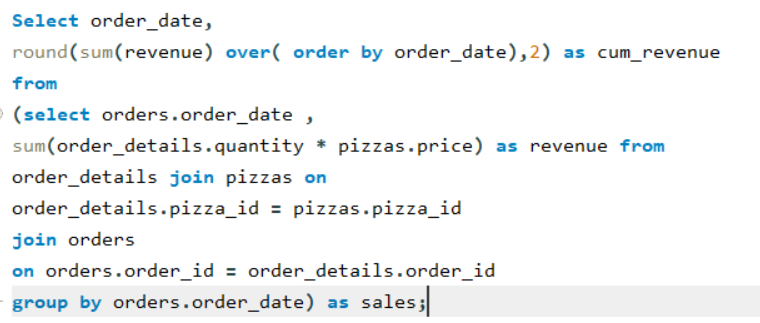 Select order_date,
round(sum(revenue) over( order by order_date),2) as cum_revenue
from
(select orders.order_date ,
sum(order_details.quantity * pizzas.price) as revenue from
order_details join pizzas on
order_details.pizza_id = pizzas.pizza_id
join orders
on orders.order_id = order_details.order_id
group by orders.order_date) as sales;